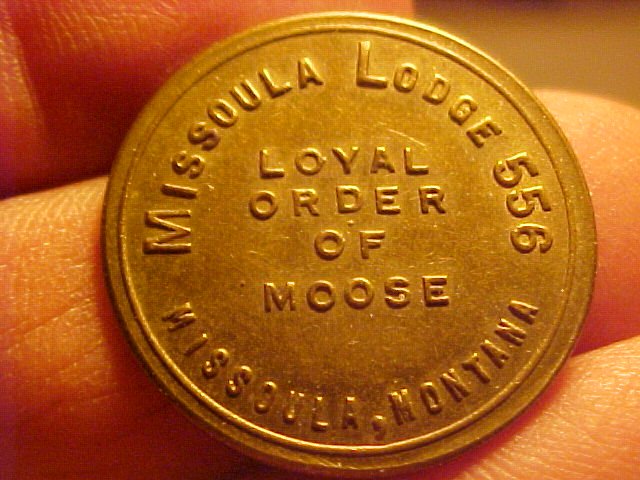 MISSOULA LODGE 556
LOYAL
ORDER
OF
MOOSE
MISSOULA, MONTANA